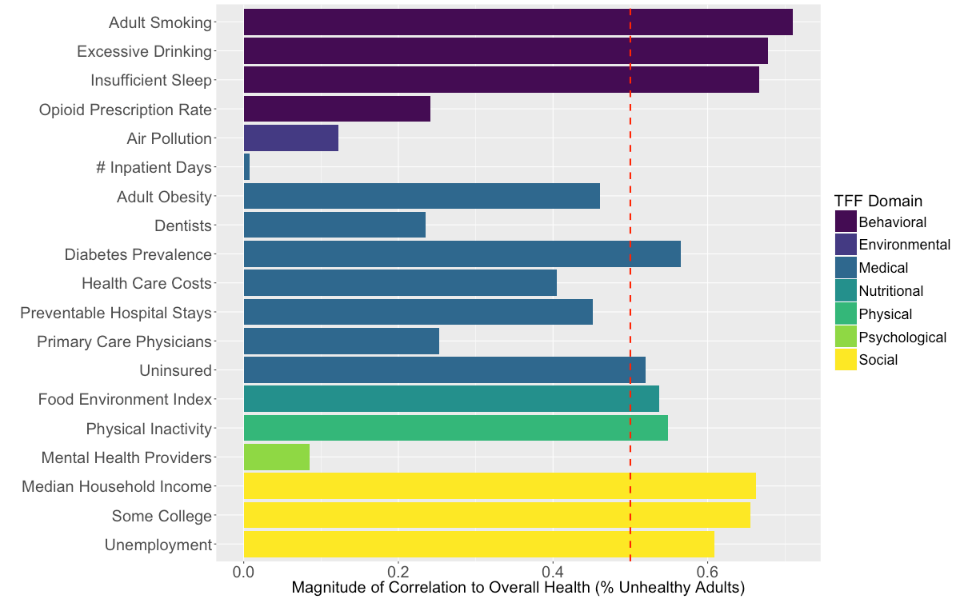 Adult Smoking
Excessive Drinking
Insufficient Sleep
Opioid Prescription Rate
Air Pollution
# Inpatient Days
Adult Obesity
Dentists
Diabetes Prevalence
Health Care Costs
Preventable Hospital Stays
Primary Care Physicians
Uninsured
Food Environment Index
Physical Inactivity
Mental Health Providers
Median Household Income
Some College
Unemployment
0.0 0.2 0.4 0.6
Magnitude of Correlation to Overall Health (% Unhealthy Adults)
TFF Domain
Behavioral
Environmental
Medical
Nutritional
Physical
Psychological
Social